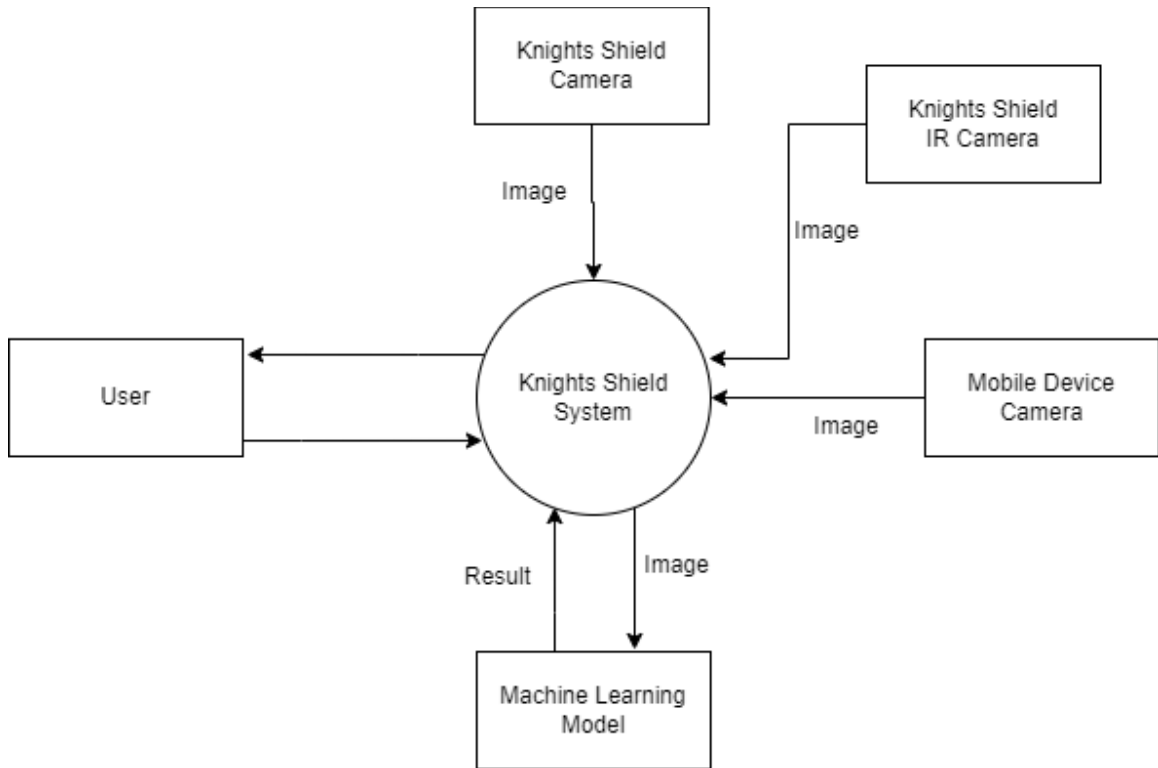 Knights Shield
Camera
Knights Shield
IR Camera
Image
Image
User
Knights Shield
System
Mobile Device
Camera
Image
Result
Image
Machine Learning
Model